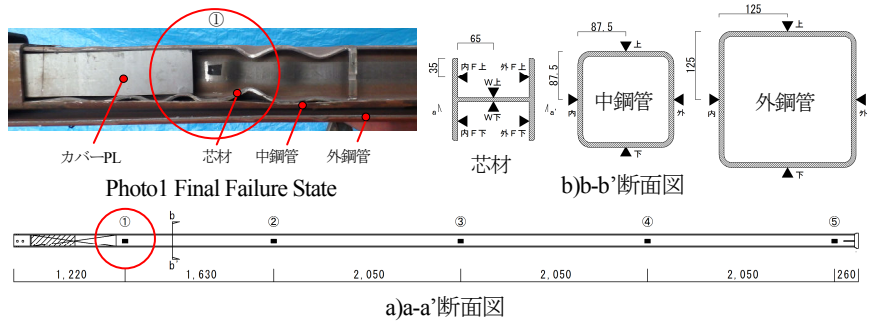 ①
カバーPL
芯材
中鋼管
外鋼管
Photo1 Final Failure State
65
35
内F上
外F上
W上
W下
内F下
外F下
a
a'
芯材
87.5
87.5
上
中鋼管
内
外
下
125
125
上
外鋼管
内
外
下
b)b-b'断面図
①
②
③
④
⑤
b
b'
1,220
1,630
2,050
2,050
2,050
260
a)a-a'断面図